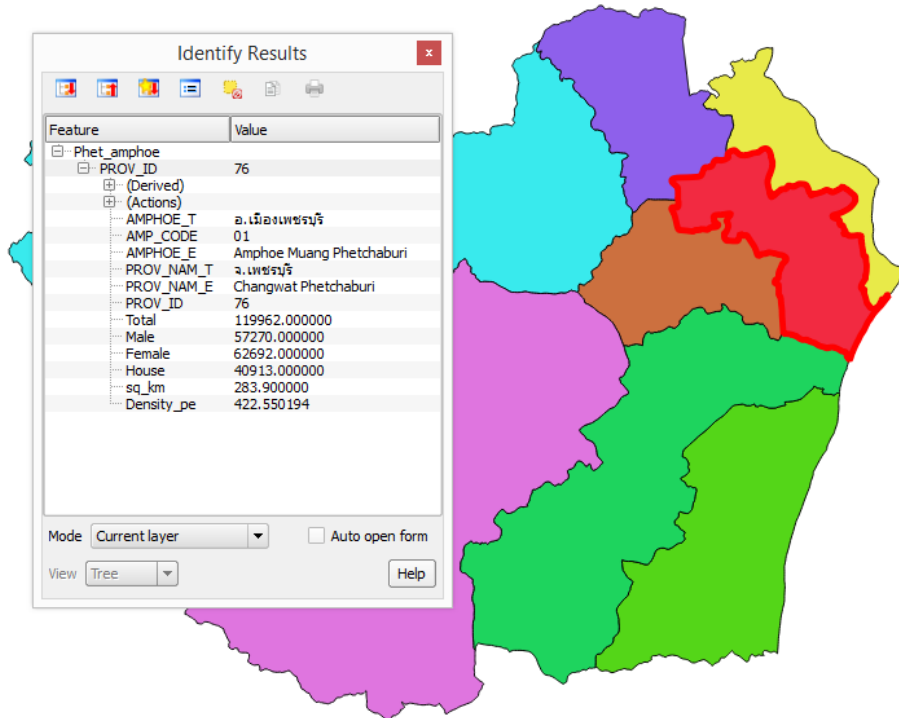 Identify Results
x
Feature Value
Phet_amphoe
PROV_ID 76
(Derived)
(Actions)
AMPHOE_T อ.เมืองเพชรบุรี
AMP_CODE 01
AMPHOE_E Amphoe Muang Phetchaburi
PROV_NAM_T จ.เพชรบุรี
PROV_NAM_E Changwat Phetchaburi
PROV_ID 76
Total 119962.000000
Male 57270.000000
Female 62692.000000
House 40913.000000
sq_km 283.900000
Density_pe 422.550194
Mode Current layer Auto open form
View Tree Help